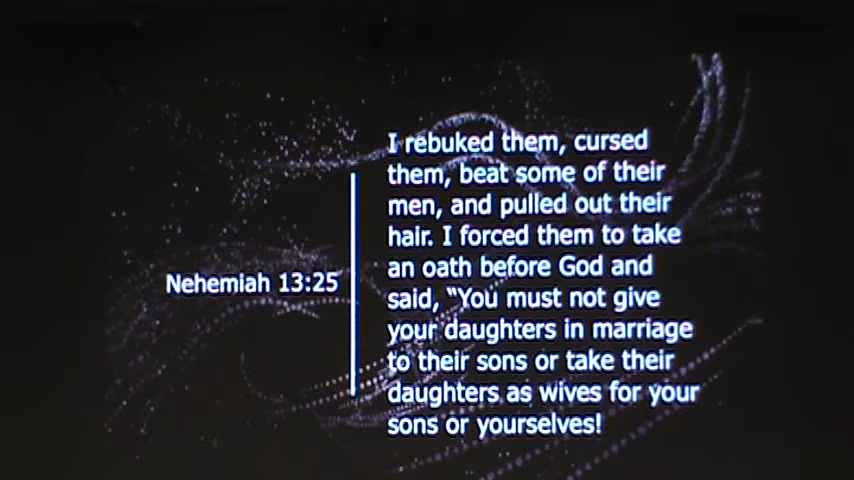 Nehemiah 13:25
I rebuked them, cursed
them, beat some of their
men, and pulled out their
hair. I forced them to take
an oath before God and
said, “You must not give
your daughters in marriage
to their sons or take their
daughters as wives for your
sons or yourselves!